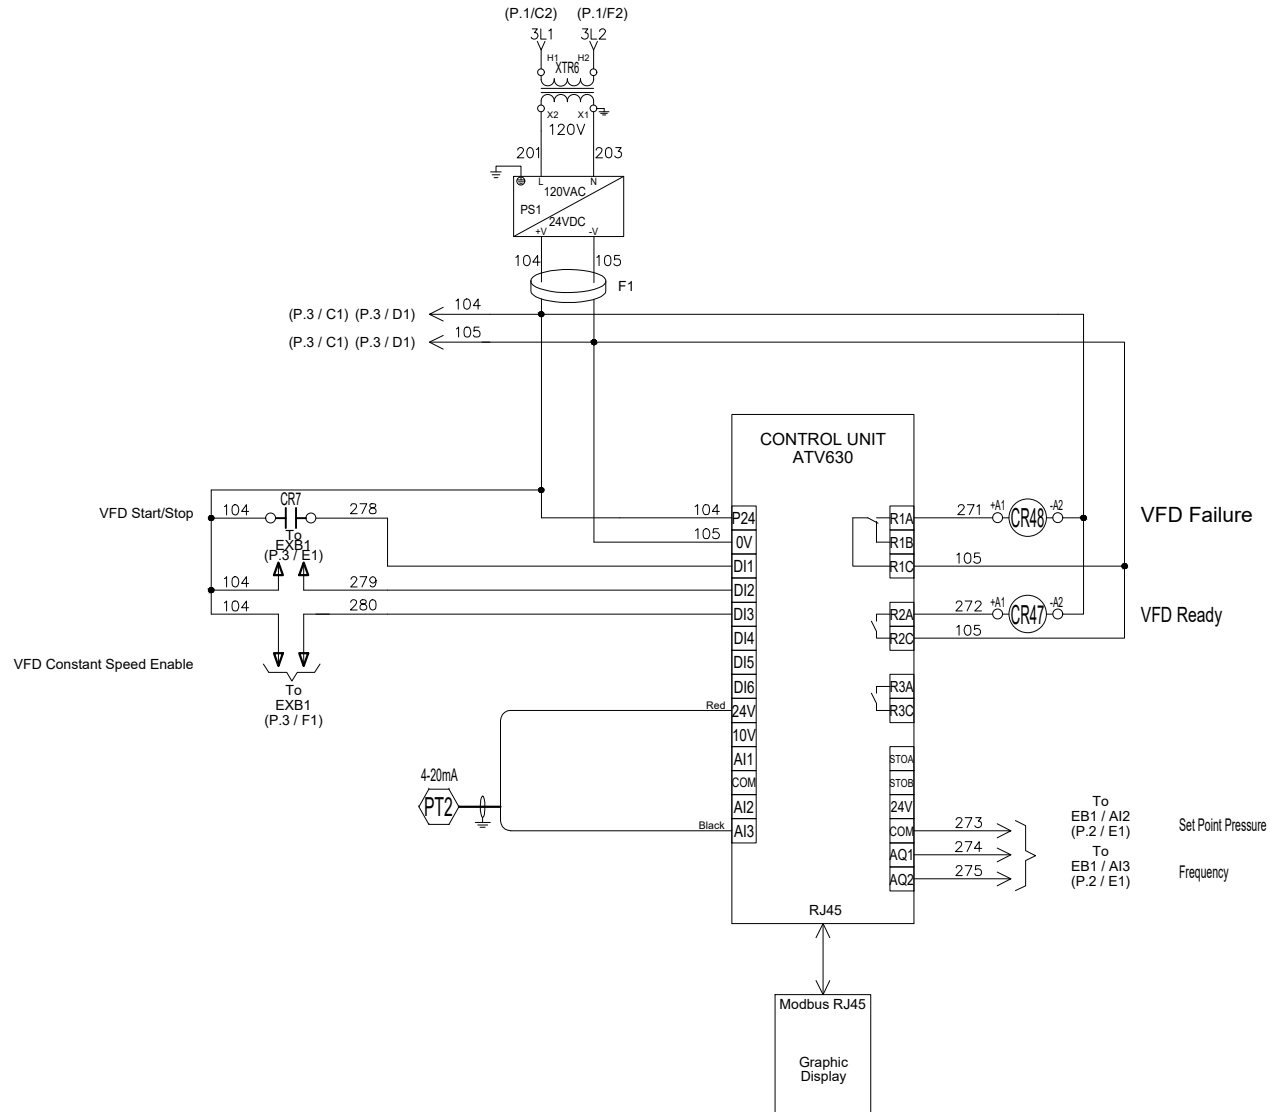 (P.1/C2) (P.1/F2)
3L1 3L2
H1 H2
XTR6
X2 X1
120V
201 203
L N
120VAC
PS1
24VDC
+V -V
104 105
F1
(P.3 / C1) (P.3 / D1) 104
(P.3 / C1) (P.3 / D1) 105
CONTROL UNIT
ATV630
VFD Start/Stop 104 CR7 278
To
EXB1
(P.3 / E1)
104 279
104 280
VFD Constant Speed Enable
To
EXB1
(P.3 / F1)
104 P24
105 0V
DI1
DI2
DI3
DI4
DI5
DI6
Red 24V
10V
AI1
COM
AI2
Black AI3
4-20mA
PT2
R1A 271 +A1 CR48 -A2 VFD Failure
R1B
R1C 105
R2A 272 +A1 CR47 -A2 VFD Ready
R2C 105
R3A
R3C
STOA
STOB
24V
COM 273
AQ1 274
AQ2 275
To
EB1 / AI2
(P.2 / E1)
Set Point Pressure
To
EB1 / AI3
(P.2 / E1)
Frequency
RJ45
Modbus RJ45
Graphic
Display